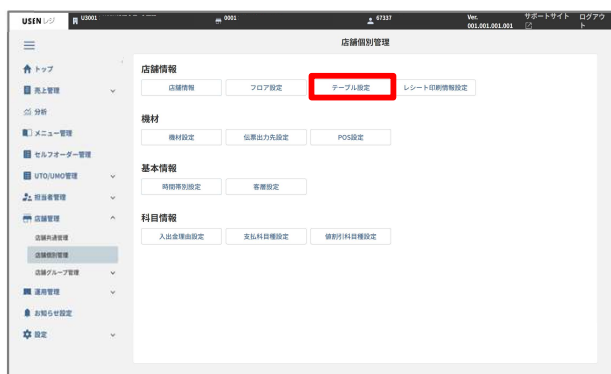 USEN レジ
U3001
0001
67337
Ver.
001.001.001.001
サポートサイト
ログアウト
店舗個別管理
トップ
売上管理
分析
メニュー管理
セルフオーダー管理
UTO/UMO管理
担当者管理
店舗管理
店舗共通管理
店舗個別管理
店舗グループ管理
運用管理
お知らせ設定
設定
店舗情報
店舗情報 フロア設定 テーブル設定 レシート印刷情報設定
機材
機材設定 伝票出力先設定 POS設定
基本情報
時間帯別設定 客層設定
科目情報
入出金理由設定 支払科目種設定 値割引科目種設定